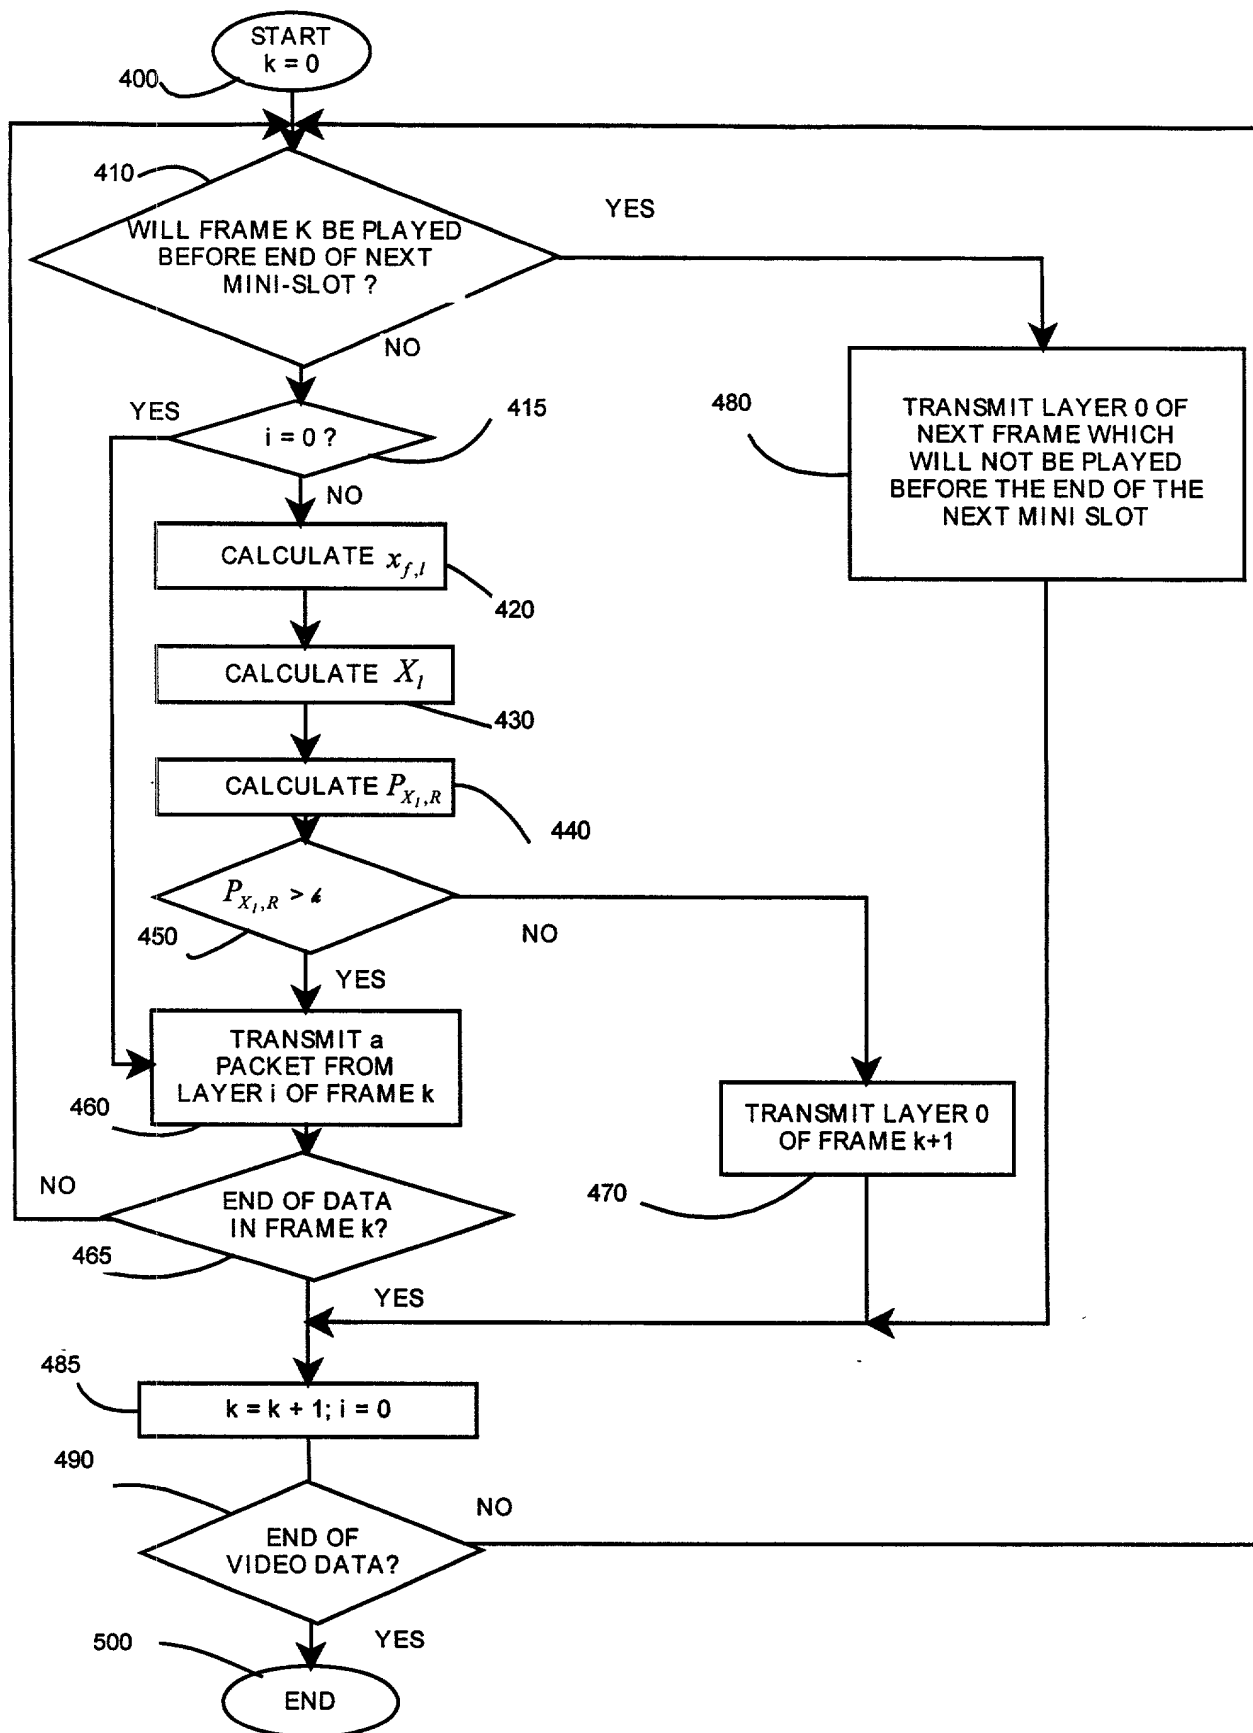 START
k = 0
400
410
WILL FRAME K BE PLAYED
BEFORE END OF NEXT
MINI-SLOT ?
YES
NO
YES
i = 0 ?
415
NO
480
TRANSMIT LAYER 0 OF
NEXT FRAME WHICH
WILL NOT BE PLAYED
BEFORE THE END OF THE
NEXT MINI SLOT
CALCULATE x_{f,l}
420
CALCULATE X_l
430
CALCULATE P_{X_l,R}
440
P_{X_l,R} >
450
NO
YES
TRANSMIT a
PACKET FROM
LAYER i OF FRAME k
460
TRANSMIT LAYER 0
OF FRAME k+1
470
NO
END OF DATA
IN FRAME k?
465
YES
485
k = k + 1; i = 0
490
NO
END OF
VIDEO DATA?
YES
500
END